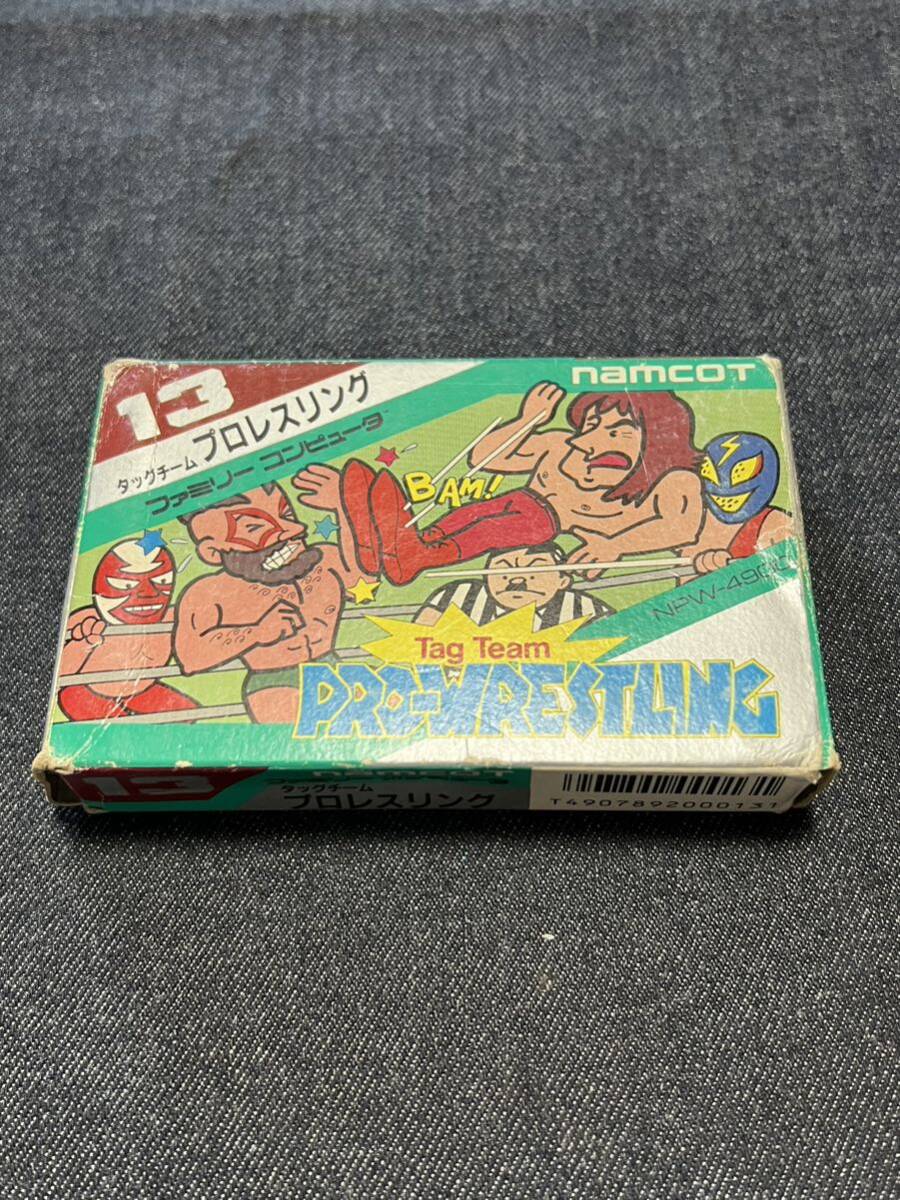 13
namcot
タッグチーム プロレスリング
ファミリー コンピュータ™
BAM!
Tag Team
PRO-WRESTLING
13
namcot
タッグチーム
プロレスリング
T4907892000131